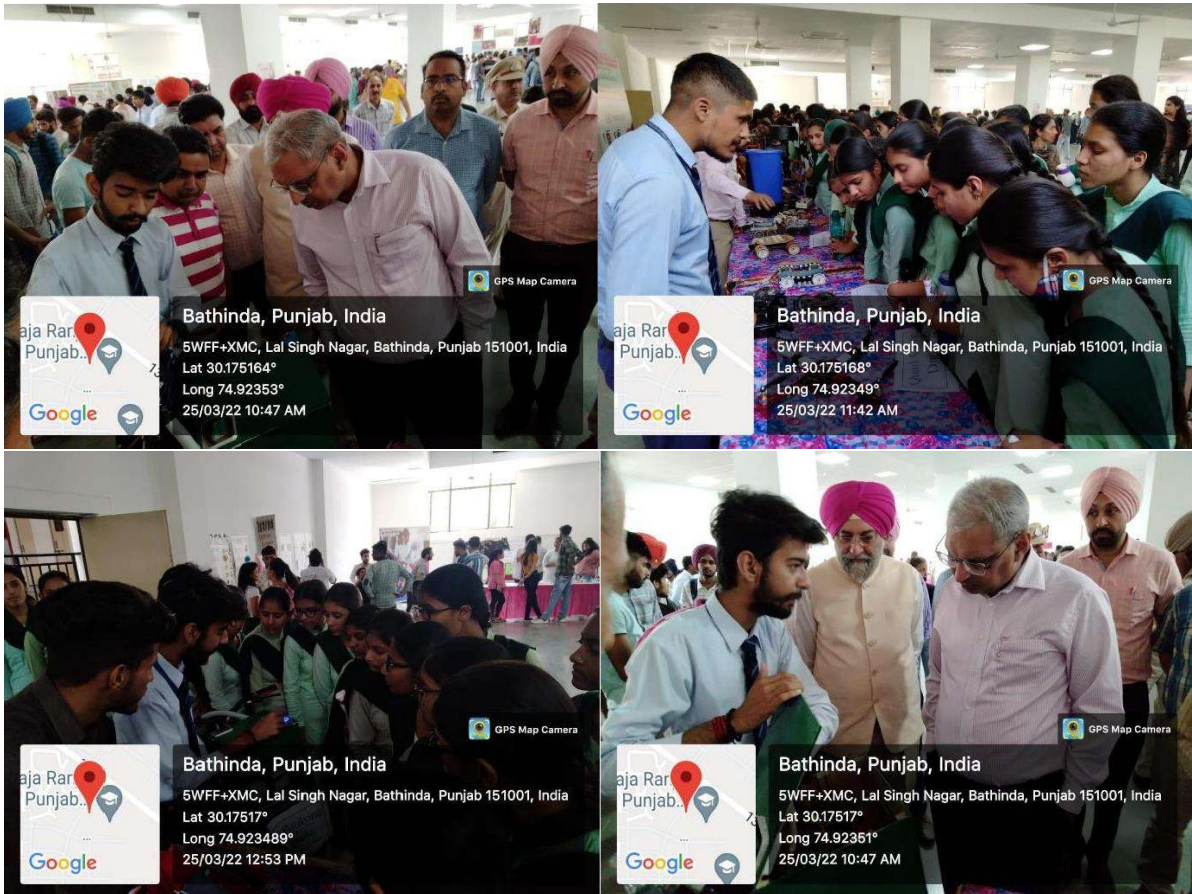 GPS Map Camera
Bathinda, Punjab, India
5WFF+XMC, Lal Singh Nagar, Bathinda, Punjab 151001, India
Lat 30.175164°
Long 74.92353°
25/03/22 10:47 AM
aja Ran
Punjab...
Google
GPS Map Camera
Bathinda, Punjab, India
5WFF+XMC, Lal Singh Nagar, Bathinda, Punjab 151001, India
Lat 30.175168°
Long 74.92349°
25/03/22 11:42 AM
aja Rar
Punjab...
Google
GPS Map Camera
Bathinda, Punjab, India
5WFF+XMC, Lal Singh Nagar, Bathinda, Punjab 151001, India
Lat 30.17517°
Long 74.923489°
25/03/22 12:53 PM
aja Rar
Punjab...
Google
GPS Map Camera
Bathinda, Punjab, India
5WFF+XMC, Lal Singh Nagar, Bathinda, Punjab 151001, India
Lat 30.17517°
Long 74.92351°
25/03/22 10:47 AM
aja Rar
Punjab...
Google